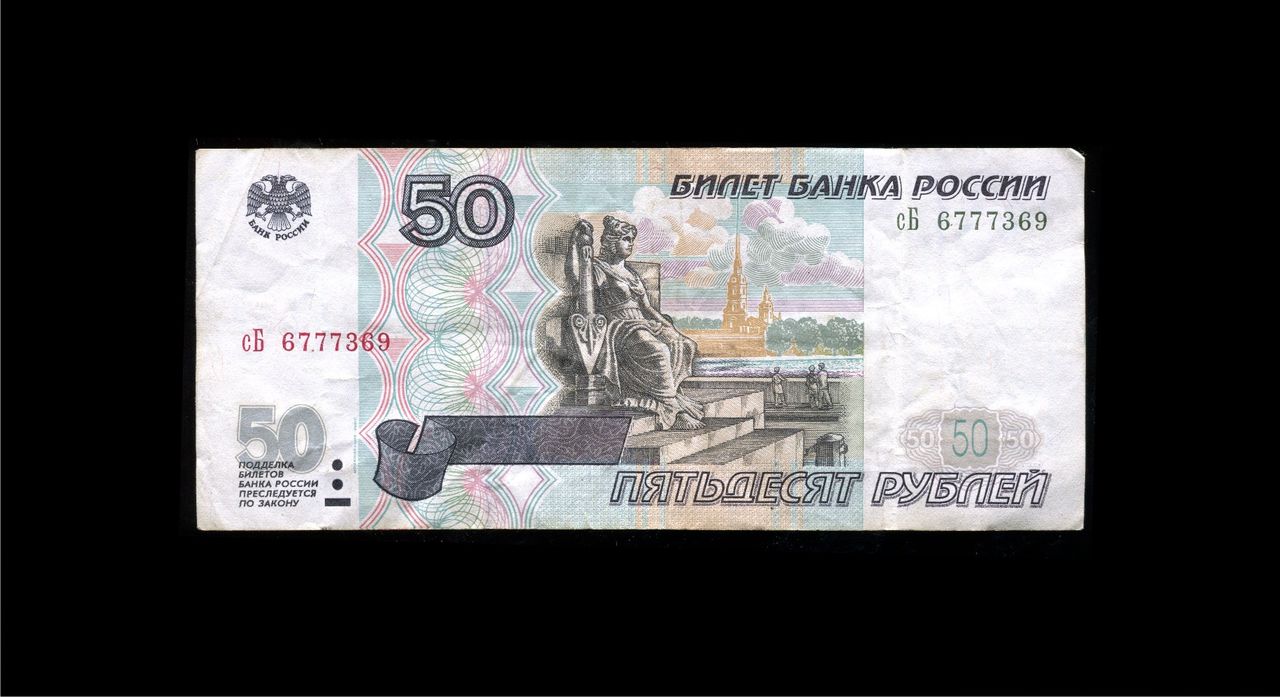 БАНК РОССИИ
50
БИЛЕТ БАНКА РОССИИ
сБ 6777369
сБ 6777369
50
ПОДДЕЛКА
БИЛЕТОВ
БАНКА РОССИИ
ПРЕСЛЕДУЕТСЯ
ПО ЗАКОНУ
50 50 50
ПЯТЬДЕСЯТ РУБЛЕЙ